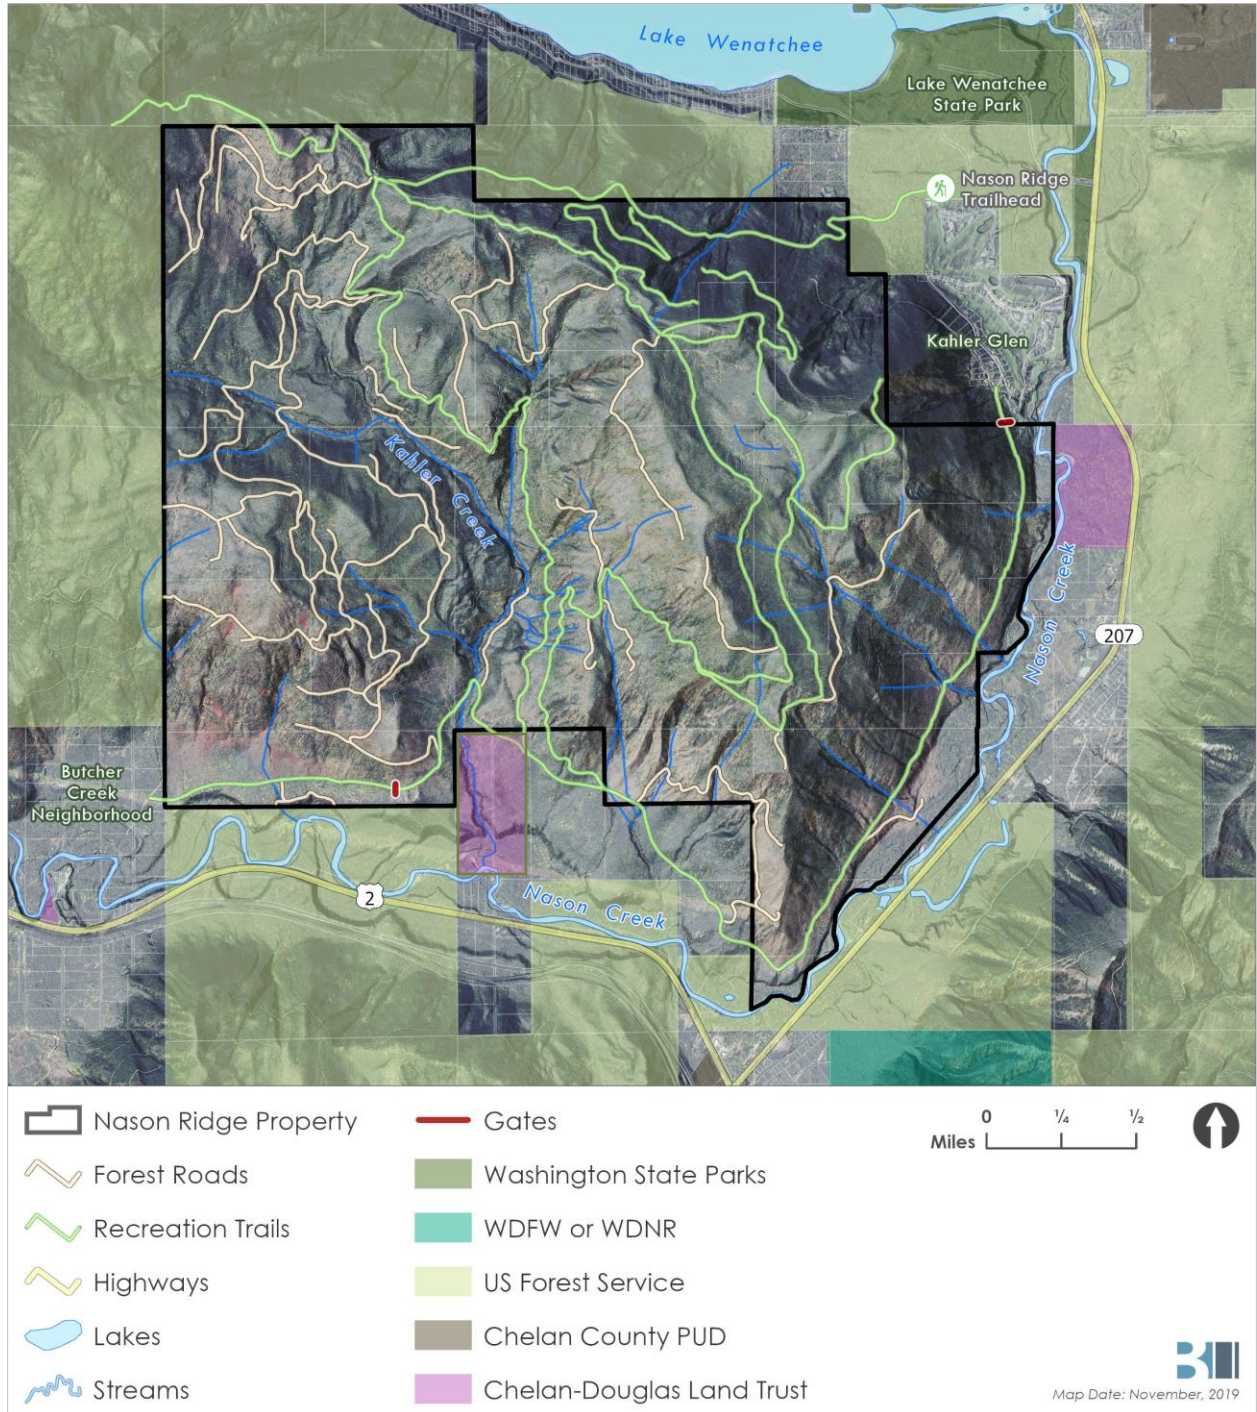 Lake Wenatchee
Lake Wenatchee
State Park
Nason Ridge
Trailhead
Kahler Glen
Kahler Creek
Nason Creek
207
Butcher
Creek
Neighborhood
2
Nason Creek
Nason Ridge Property
Forest Roads
Recreation Trails
Highways
Lakes
Streams
Gates
Washington State Parks
WDFW or WDNR
US Forest Service
Chelan County PUD
Chelan-Douglas Land Trust
0 ¼ ½
Miles
Map Date: November, 2019